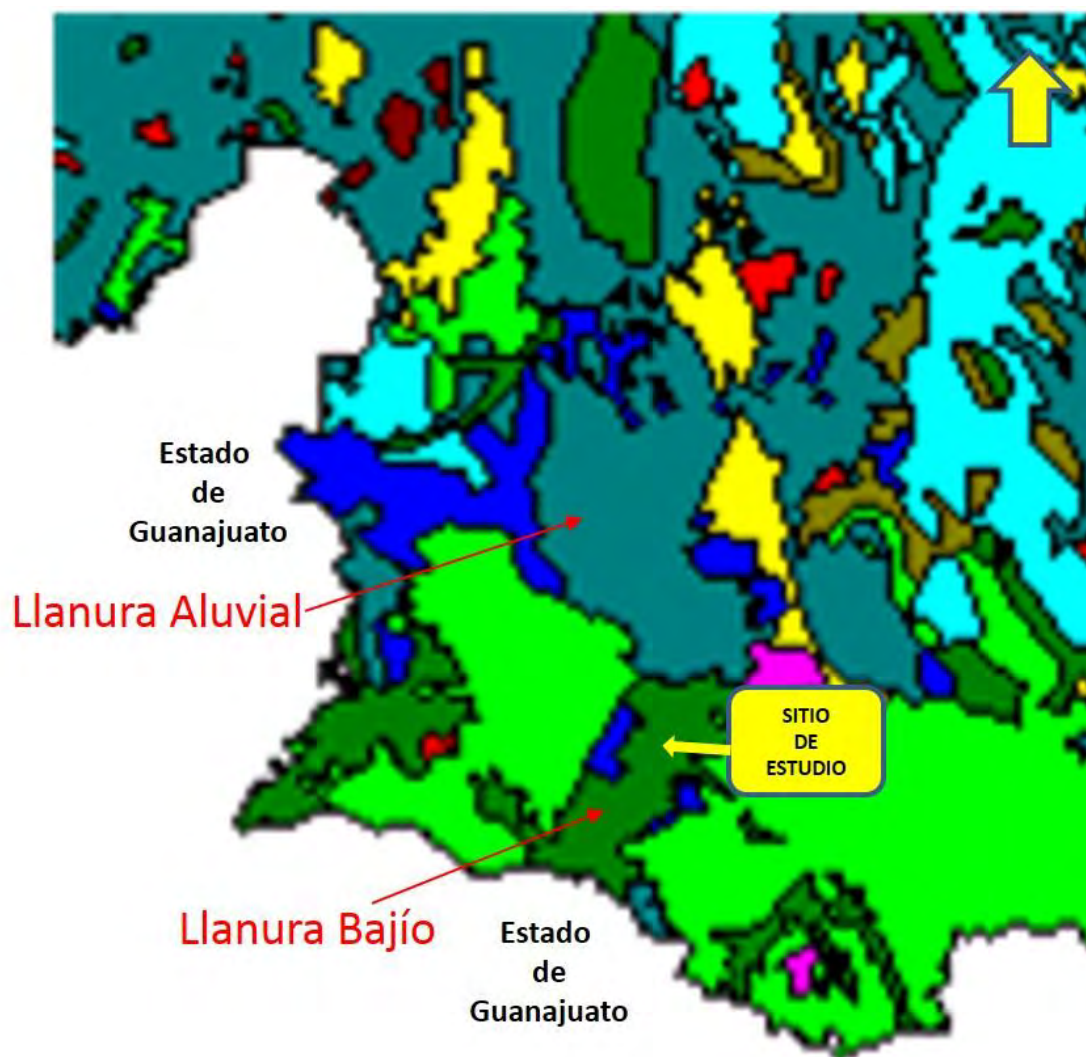 Estado
de
Guanajuato
Llanura Aluvial
SITIO
DE
ESTUDIO
Llanura Bajío
Estado
de
Guanajuato